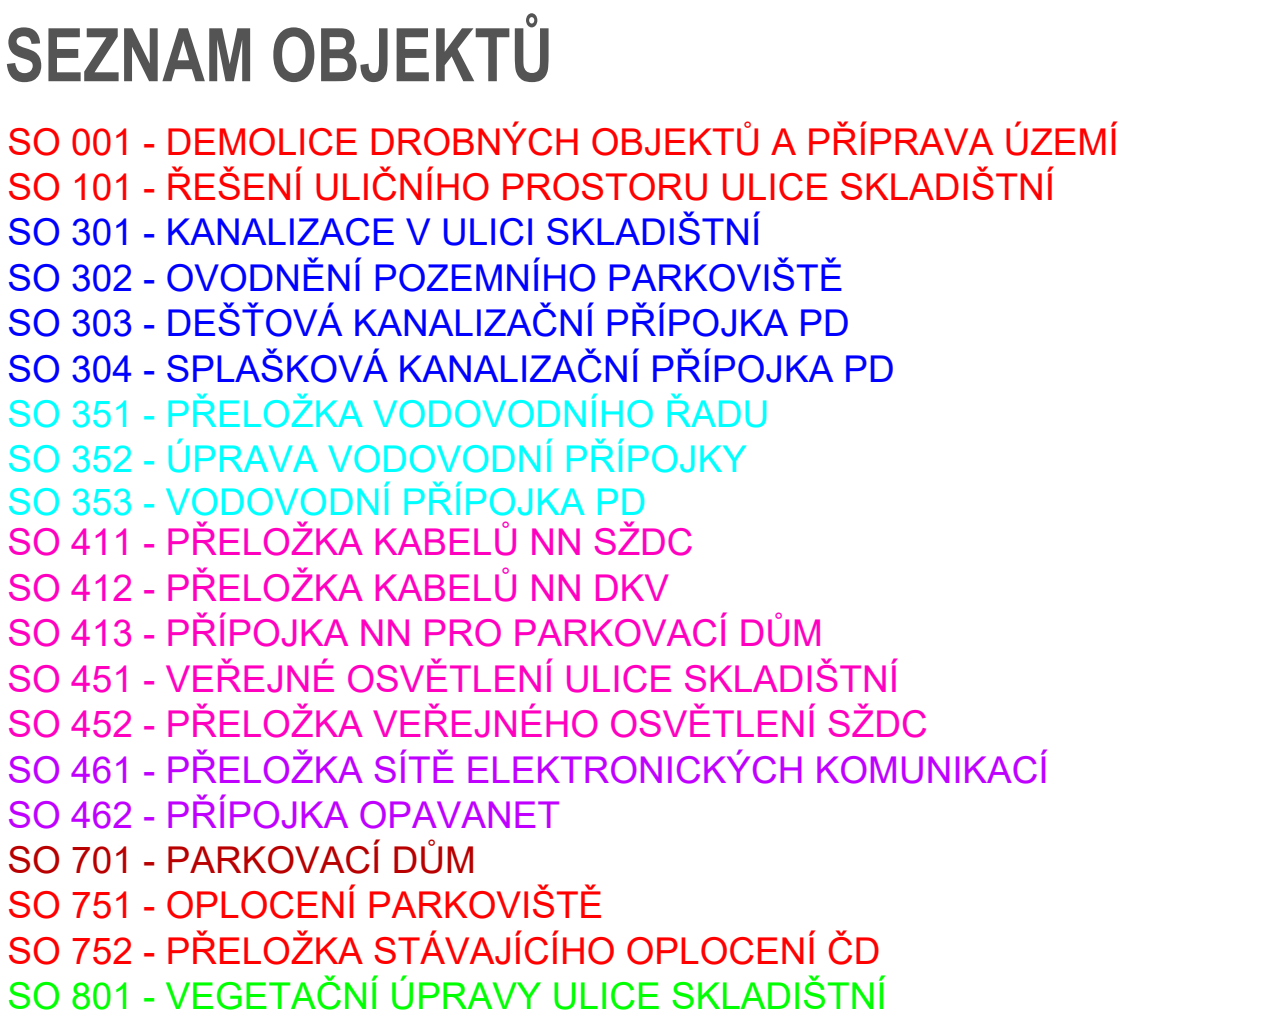 SEZNAM OBJEKTŮ
SO 001 - DEMOLICE DROBNÝCH OBJEKTŮ A PŘÍPRAVA ÚZEMÍ
SO 101 - ŘEŠENÍ ULIČNÍHO PROSTORU ULICE SKLADIŠTNÍ
SO 301 - KANALIZACE V ULICI SKLADIŠTNÍ
SO 302 - OVODNĚNÍ POZEMNÍHO PARKOVIŠTĚ
SO 303 - DEŠŤOVÁ KANALIZAČNÍ PŘÍPOJKA PD
SO 304 - SPLAŠKOVÁ KANALIZAČNÍ PŘÍPOJKA PD
SO 351 - PŘELOŽKA VODOVODNÍHO ŘADU
SO 352 - ÚPRAVA VODOVODNÍ PŘÍPOJKY
SO 353 - VODOVODNÍ PŘÍPOJKA PD
SO 411 - PŘELOŽKA KABELŮ NN SŽDC
SO 412 - PŘELOŽKA KABELŮ NN DKV
SO 413 - PŘÍPOJKA NN PRO PARKOVACÍ DŮM
SO 451 - VEŘEJNÉ OSVĚTLENÍ ULICE SKLADIŠTNÍ
SO 452 - PŘELOŽKA VEŘEJNÉHO OSVĚTLENÍ SŽDC
SO 461 - PŘELOŽKA SÍTĚ ELEKTRONICKÝCH KOMUNIKACÍ
SO 462 - PŘÍPOJKA OPAVANET
SO 701 - PARKOVACÍ DŮM
SO 751 - OPLOCENÍ PARKOVIŠTĚ
SO 752 - PŘELOŽKA STÁVAJÍCÍHO OPLOCENÍ ČD
SO 801 - VEGETAČNÍ ÚPRAVY ULICE SKLADIŠTNÍ